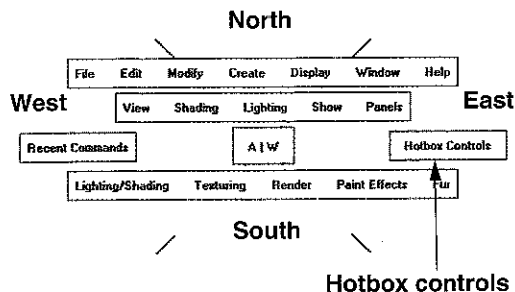 North
File Edit Modify Create Display Window Help
West East
View Shading Lighting Show Panels
Recent Commands A|W Hotbox Controls
Lighting/Shading Texturing Render Paint Effects Fur
South
Hotbox controls